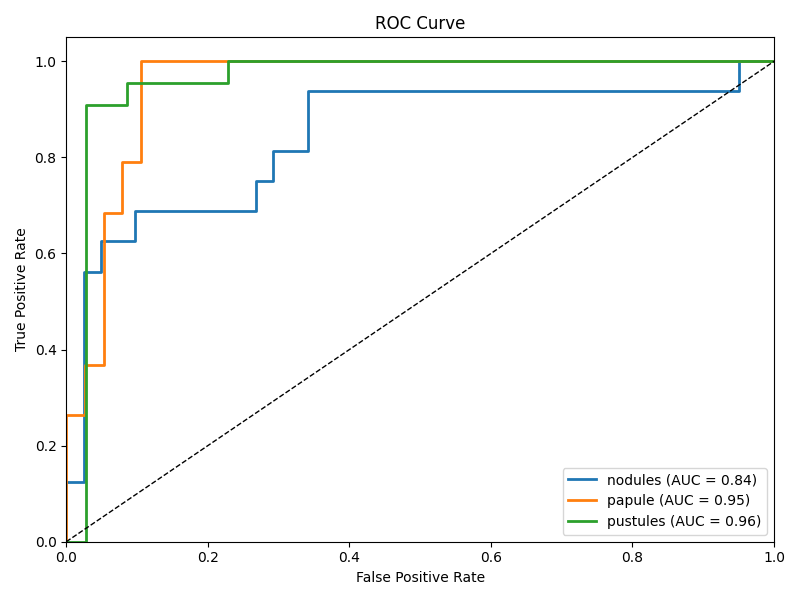 ROC Curve
1.0
0.8
0.6
0.4
0.2
0.0
True Positive Rate
0.0 0.2 0.4 0.6 0.8 1.0
False Positive Rate
nodules (AUC = 0.84)
papule (AUC = 0.95)
pustules (AUC = 0.96)